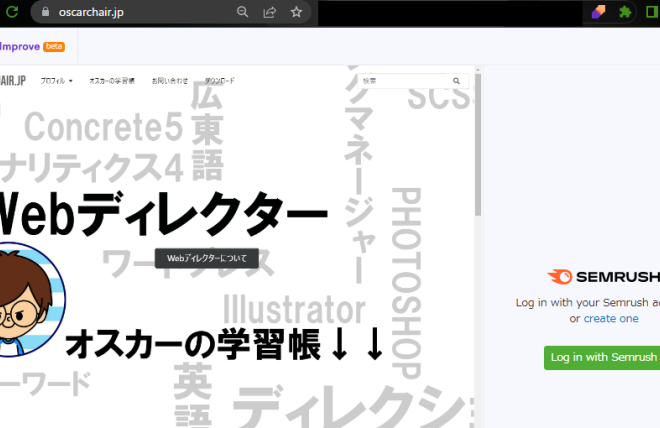 oscarchair.jp
Improve beta
AIR.JP プロフィル オスカーの学習帳 お問い合わせ ダウンロード 検索
広東語
SCS
Concrete5
ナリティクス4
グマネージャー
Webディレクター
PHOTOSHOP
ワードプレス
Webディレクターについて
Illustrator
オスカーの学習帳↓↓
ーワード
英語
ディレクシ
SEMRUSH
Log in with your Semrush a
or create one
Log in with Semrush